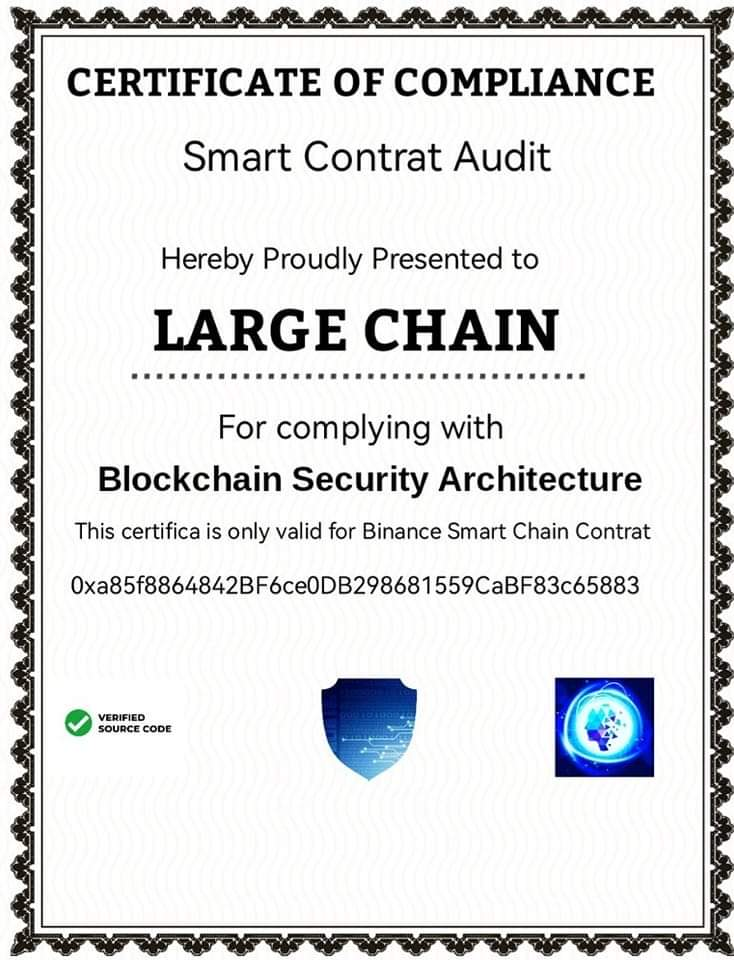 CERTIFICATE OF COMPLIANCE
Smart Contrat Audit
Hereby Proudly Presented to
LARGE CHAIN
For complying with
Blockchain Security Architecture
This certifica is only valid for Binance Smart Chain Contrat
0xa85f8864842BF6ce0DB298681559CaBF83c65883
VERIFIED
SOURCE CODE